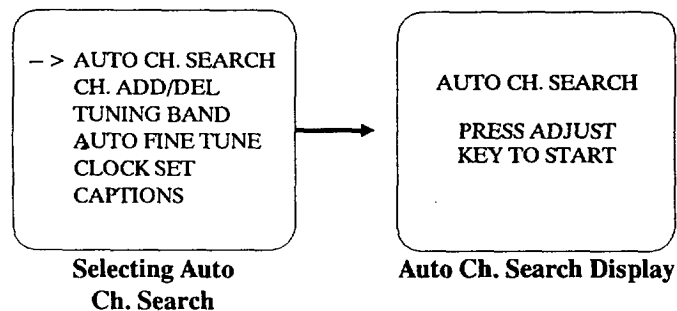 – > AUTO CH. SEARCH
CH. ADD/DEL
TUNING BAND
AUTO FINE TUNE
CLOCK SET
CAPTIONS
Selecting Auto
Ch. Search
AUTO CH. SEARCH
PRESS ADJUST
KEY TO START
Auto Ch. Search Display